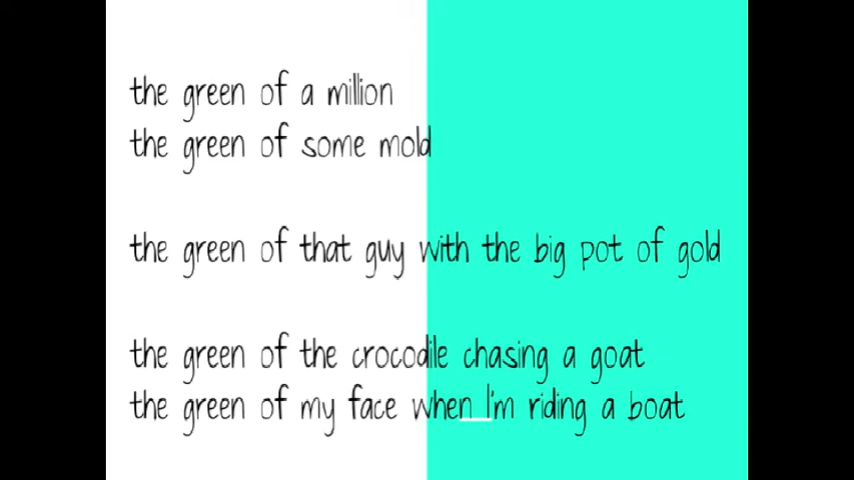 the green of a million
the green of some mold
the green of that guy with the big pot of gold
the green of the crocodile chasing a goat
the green of my face when I'm riding a boat